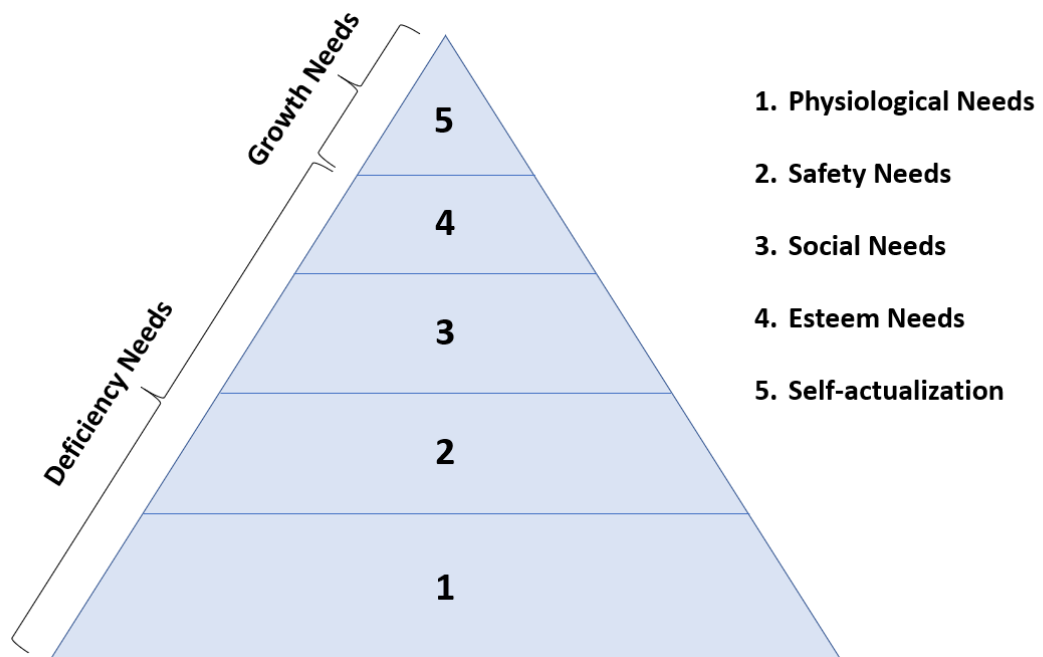 Growth Needs
Deficiency Needs
5
4
3
2
1
1. Physiological Needs
2. Safety Needs
3. Social Needs
4. Esteem Needs
5. Self-actualization